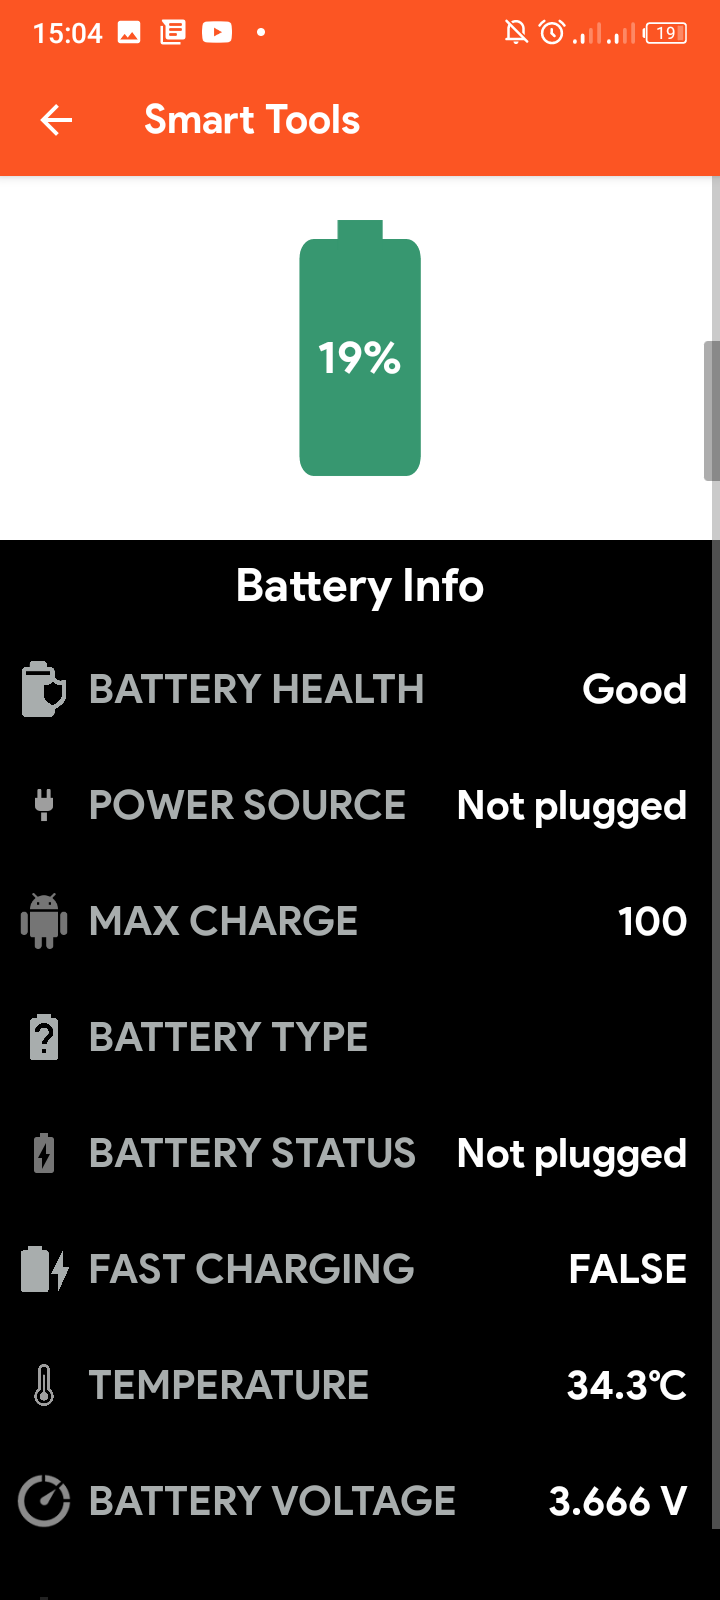 15:04
19
Smart Tools
19%
Battery Info
BATTERY HEALTH Good
POWER SOURCE Not plugged
MAX CHARGE 100
BATTERY TYPE
BATTERY STATUS Not plugged
FAST CHARGING FALSE
TEMPERATURE 34.3°C
BATTERY VOLTAGE 3.666 V